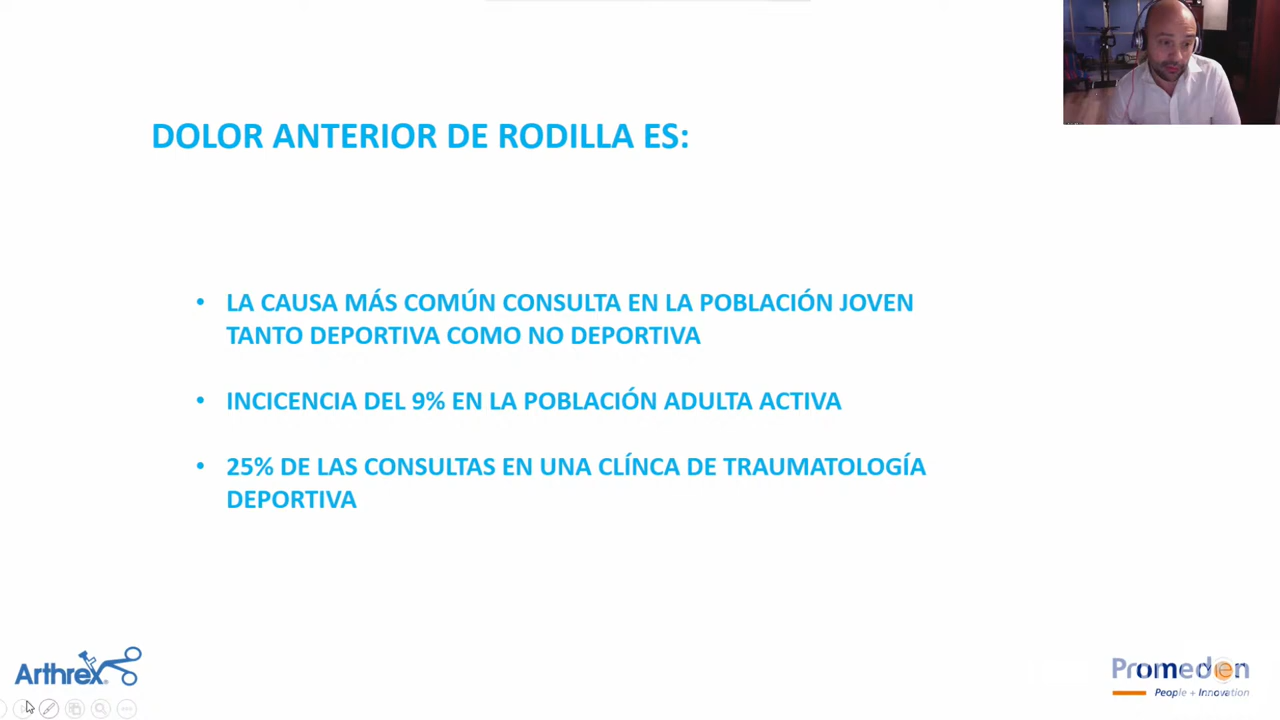 DOLOR ANTERIOR DE RODILLA ES:
• LA CAUSA MÁS COMÚN CONSULTA EN LA POBLACIÓN JOVEN
TANTO DEPORTIVA COMO NO DEPORTIVA
• INCICENCIA DEL 9% EN LA POBLACIÓN ADULTA ACTIVA
• 25% DE LAS CONSULTAS EN UNA CLÍNCA DE TRAUMATOLOGÍA
DEPORTIVA
Arthrex
Promeden
People + Innovation